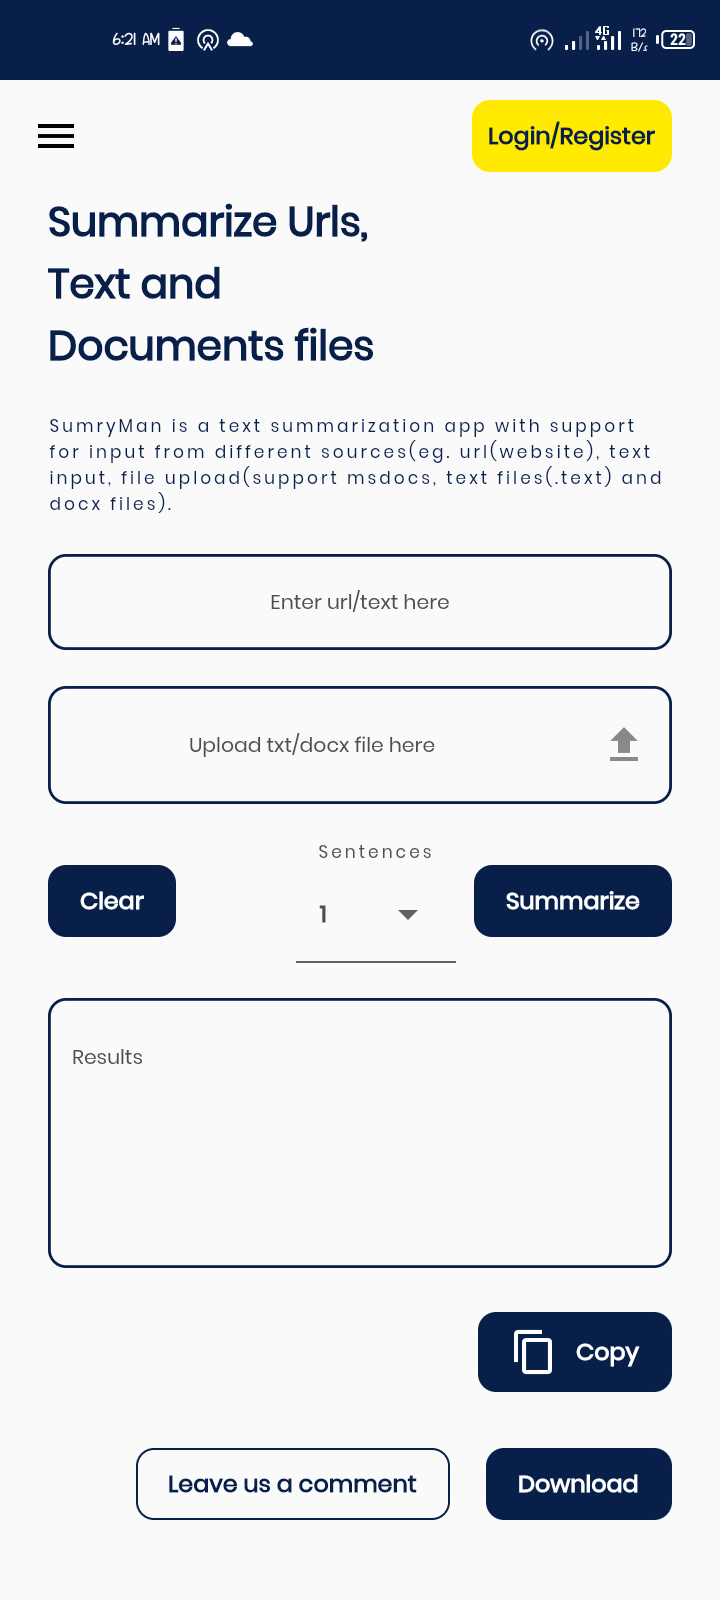 6:21 AM
4G
172 B/s
22
Login/Register
Summarize Urls,
Text and
Documents files
SumryMan is a text summarization app with support
for input from different sources(eg. url(website), text
input, file upload(support msdocs, text files(.text) and
docx files).
Enter url/text here
Upload txt/docx file here
Sentences
Clear
1
Summarize
Results
Copy
Leave us a comment
Download